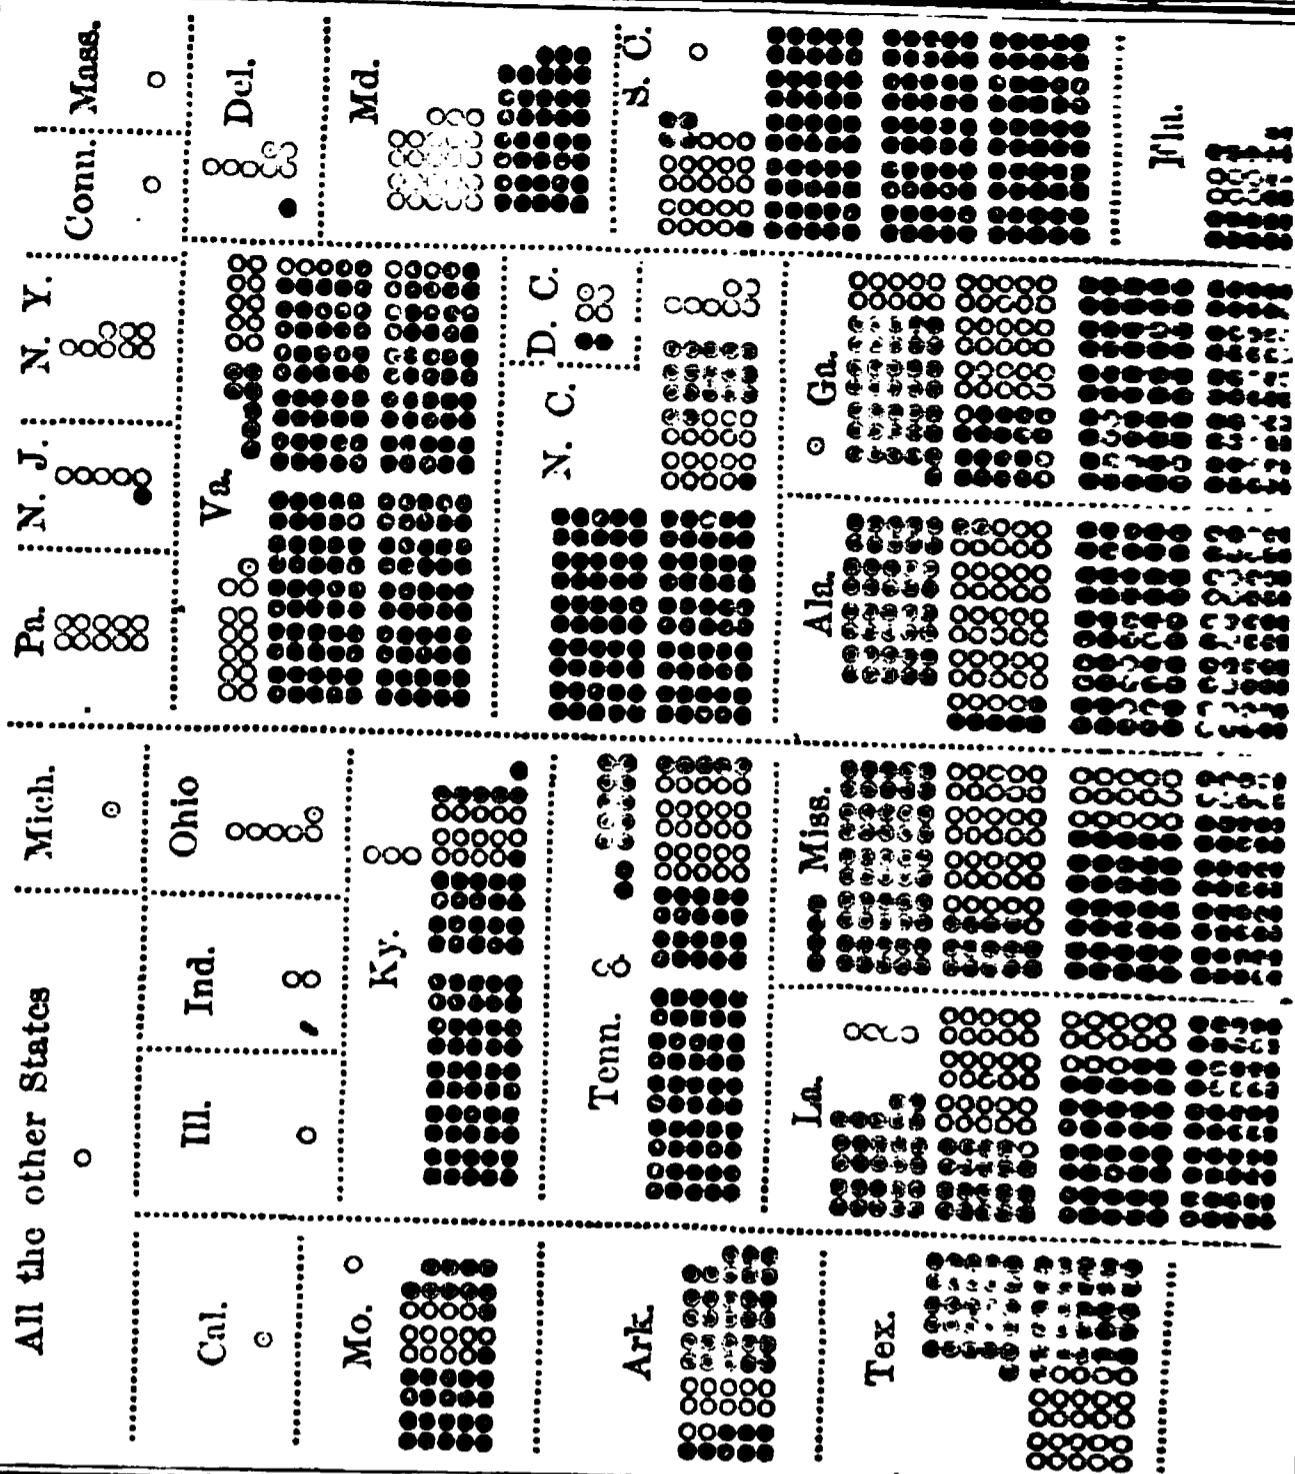 All the other States
Mich.
Pa.
N. J.
N. Y.
Conn.
Mass.
Cal.
Ill.
Ind.
Ohio
Va.
Del.
Mo.
Ky.
D. C.
Md.
Ark.
Tenn.
N. C.
S. C.
Tex.
La.
Miss.
Ala.
Ga.
Fla.